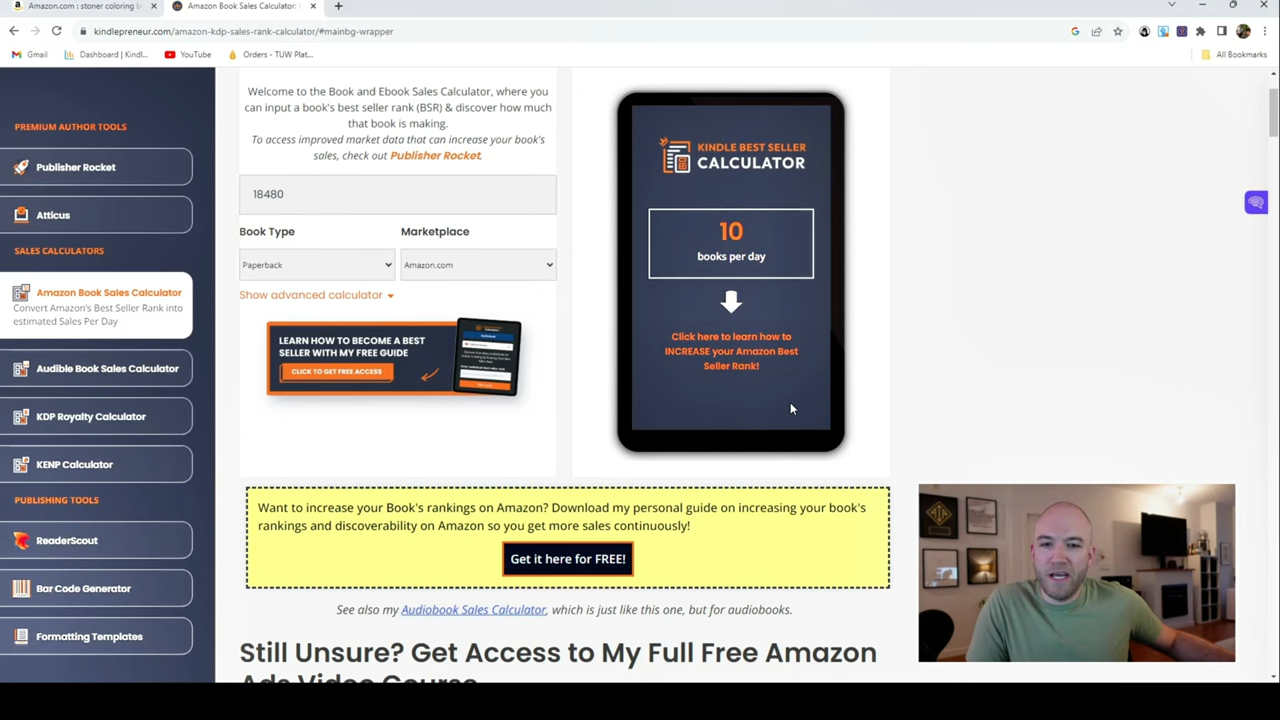 Amazon.com : stoner coloring b
Amazon Book Sales Calculator
kindlepreneur.com/amazon-kdp-sales-rank-calculator/#mainbg-wrapper
Gmail
Dashboard | Kindl...
YouTube
Orders - TUW Plat...
All Bookmarks
PREMIUM AUTHOR TOOLS
Publisher Rocket
Atticus
SALES CALCULATORS
Amazon Book Sales Calculator
Convert Amazon's Best Seller Rank into
estimated Sales Per Day
Audible Book Sales Calculator
KDP Royalty Calculator
KENP Calculator
PUBLISHING TOOLS
ReaderScout
Bar Code Generator
Formatting Templates
Welcome to the Book and Ebook Sales Calculator, where you
can input a book's best seller rank (BSR) & discover how much
that book is making.
To access improved market data that can increase your book's
sales, check out Publisher Rocket.
18480
Book Type
Marketplace
Paperback
Amazon.com
Show advanced calculator
LEARN HOW TO BECOME A BEST
SELLER WITH MY FREE GUIDE
CLICK TO GET FREE ACCESS
KINDLE BEST SELLER
CALCULATOR
10
books per day
Click here to learn how to
INCREASE your Amazon Best
Seller Rank!
Want to increase your Book's rankings on Amazon? Download my personal guide on increasing your book's
rankings and discoverability on Amazon so you get more sales continuously!
Get it here for FREE!
See also my Audiobook Sales Calculator, which is just like this one, but for audiobooks.
Still Unsure? Get Access to My Full Free Amazon
Ads Video Course